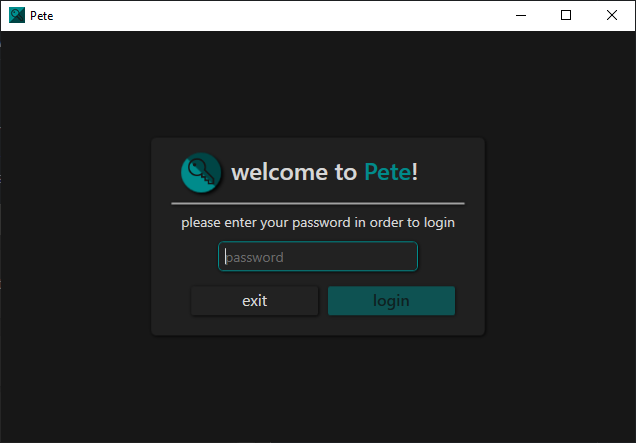 Pete
welcome to Pete!
please enter your password in order to login
password
exit login